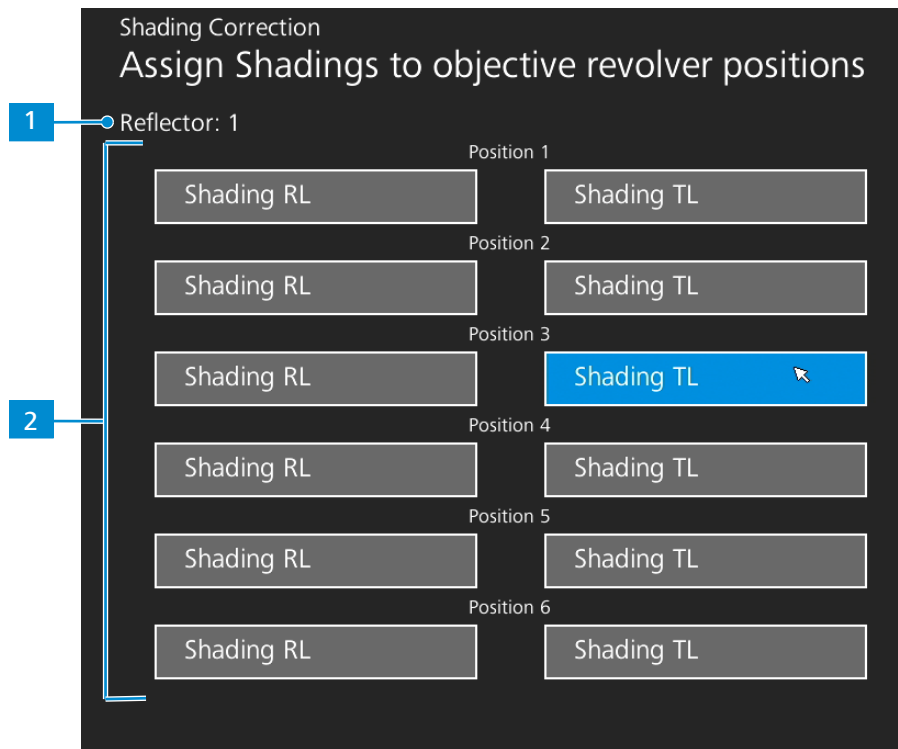 Shading Correction
Assign Shadings to objective revolver positions
1
Reflector: 1
Position 1
Shading RL
Shading TL
Position 2
Shading RL
Shading TL
Position 3
Shading RL
Shading TL
2
Position 4
Shading RL
Shading TL
Position 5
Shading RL
Shading TL
Position 6
Shading RL
Shading TL